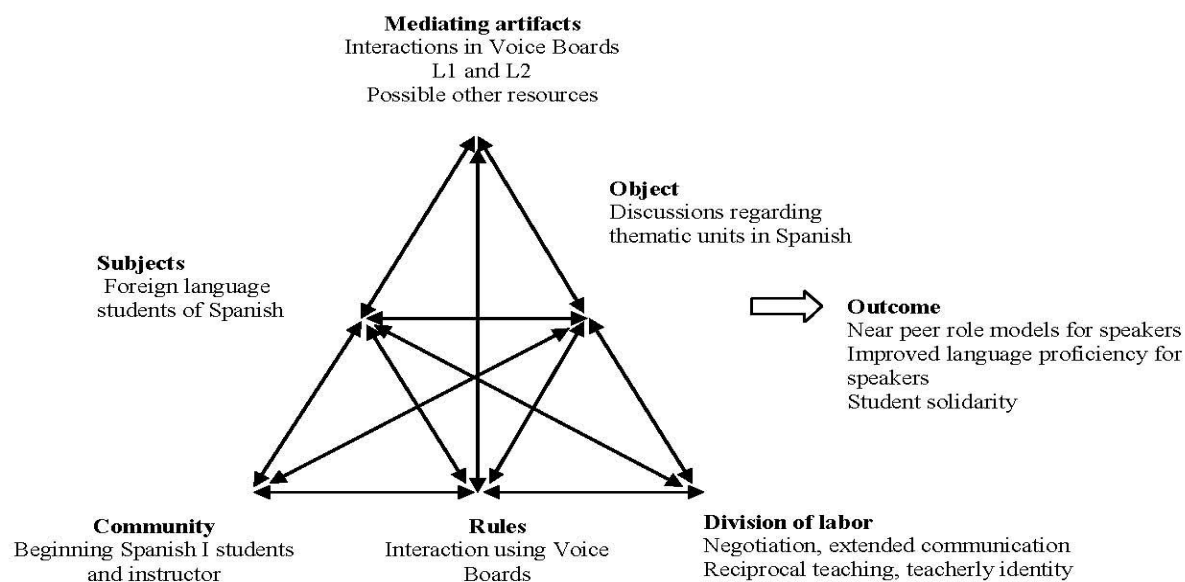 Mediating artifacts
Interactions in Voice Boards
L1 and L2
Possible other resources
Object
Discussions regarding
thematic units in Spanish
Subjects
Foreign language
students of Spanish
Outcome
Near peer role models for speakers
Improved language proficiency for
speakers
Student solidarity
Community
Beginning Spanish I students
and instructor
Rules
Interaction using Voice
Boards
Division of labor
Negotiation, extended communication
Reciprocal teaching, teacherly identity